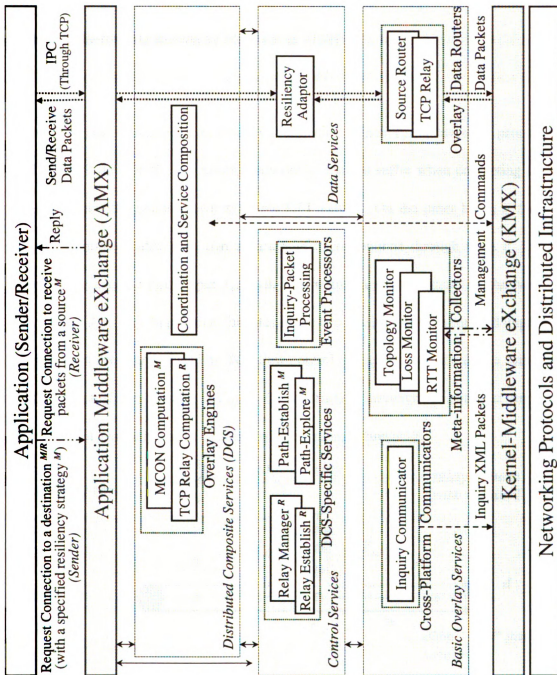 Application (Sender/Receiver)
Request Connection to a destination M/R
(with a specified resiliency strategy M)
(Sender)
Request Connection to receive
packets from a source M
(Receiver)
Reply
Send/Receive
Data Packets
IPC
(Through TCP)
Application Middleware eXchange (AMX)
MCON Computation M
TCP Relay Computation R
Overlay Engines
Coordination and Service Composition
Distributed Composite Services (DCS)
Relay Manager R
Relay Establish R
Path-Establish M
Path-Explore M
DCS-Specific Services
Inquiry-Packet
Processing
Event Processors
Resiliency
Adaptor
Control Services
Data Services
Inquiry Communicator
Cross-Platform Communicators
Topology Monitor
Loss Monitor
RTT Monitor
Meta-information Collectors
Source Router
TCP Relay
Overlay Data Routers
Basic Overlay Services
Inquiry XML Packets
Management Commands
Data Packets
Kernel-Middleware eXchange (KMX)
Networking Protocols and Distributed Infrastructure